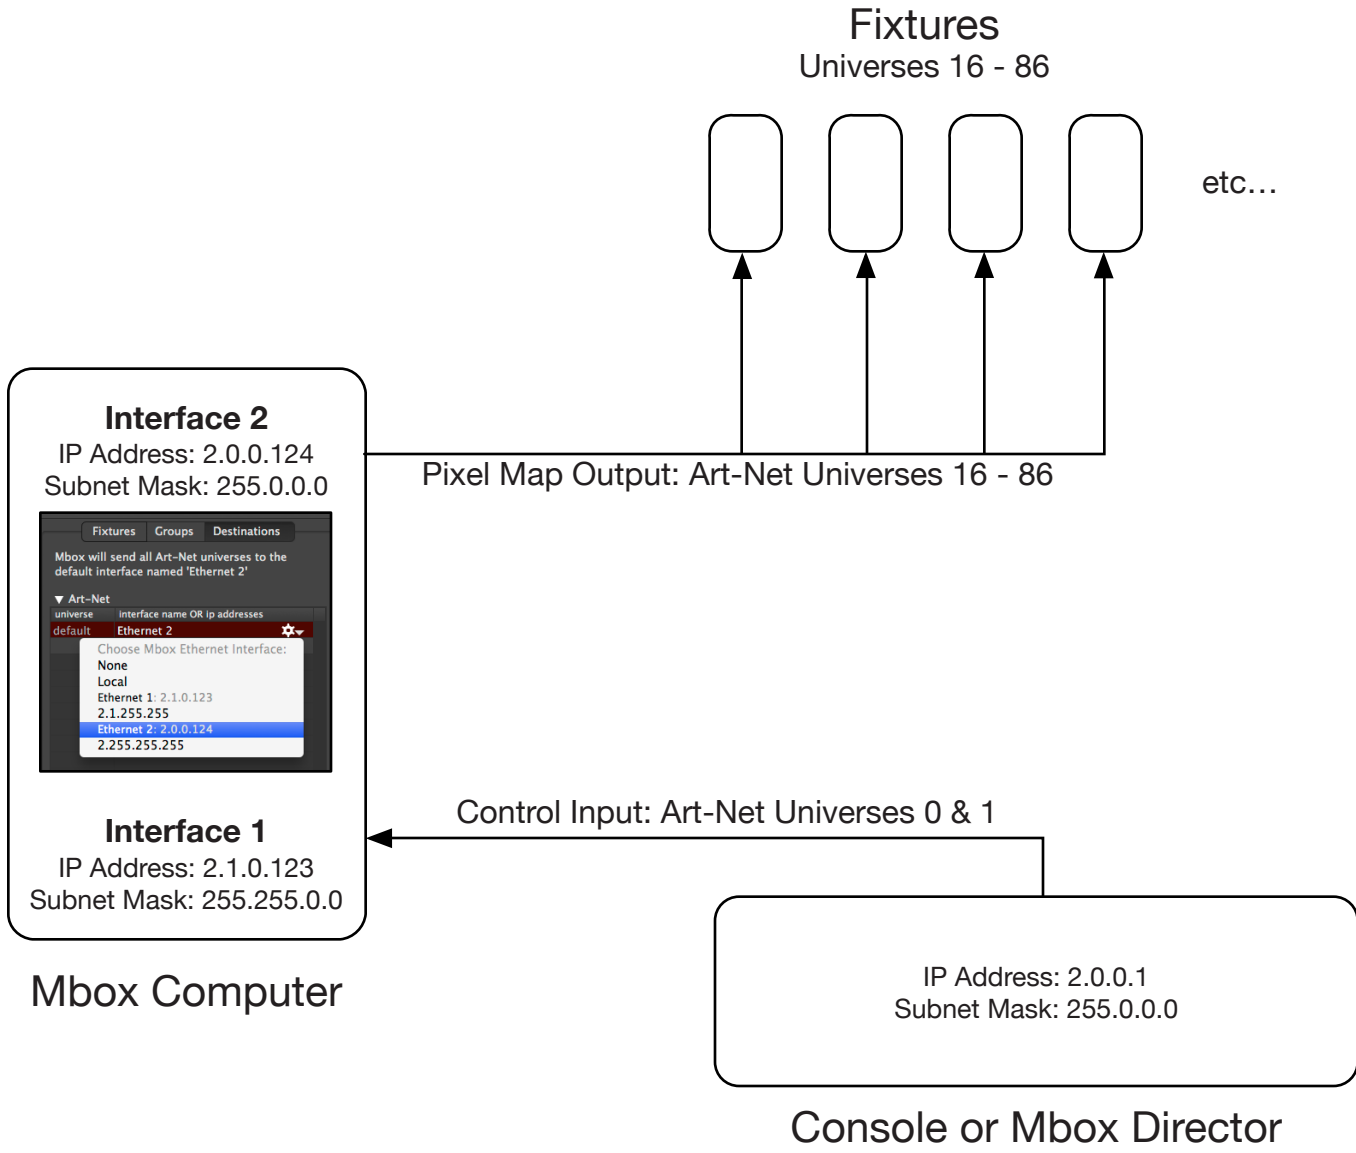 Fixtures
Universes 16 - 86
etc…
Interface 2
IP Address: 2.0.0.124
Subnet Mask: 255.0.0.0
Pixel Map Output: Art-Net Universes 16 - 86
Fixtures Groups Destinations
Mbox will send all Art-Net universes to the
default interface named 'Ethernet 2'
▼ Art-Net
universe interface name OR ip addresses
default Ethernet 2
Choose Mbox Ethernet Interface:
None
Local
Ethernet 1: 2.1.0.123
2.1.255.255
Ethernet 2: 2.0.0.124
2.255.255.255
Control Input: Art-Net Universes 0 & 1
Interface 1
IP Address: 2.1.0.123
Subnet Mask: 255.255.0.0
Mbox Computer
IP Address: 2.0.0.1
Subnet Mask: 255.0.0.0
Console or Mbox Director